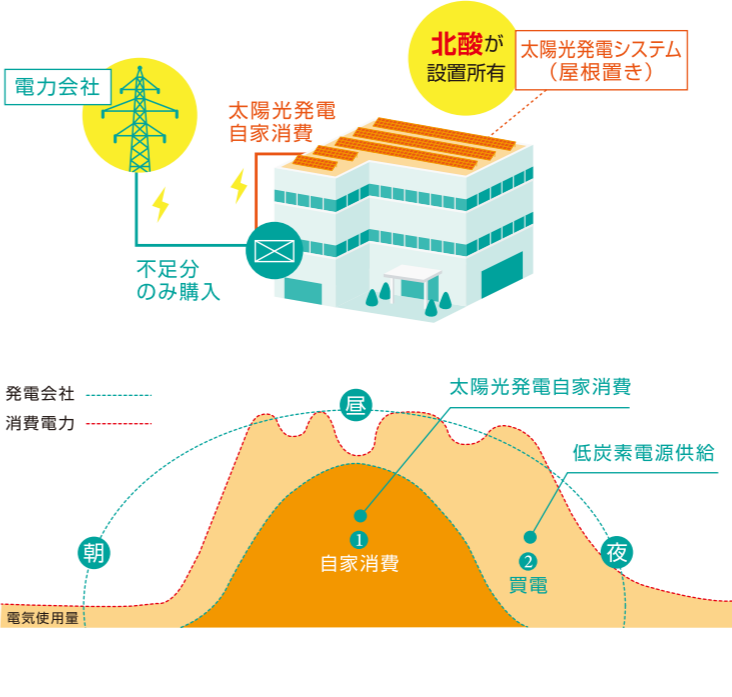 北酸が
設置所有
太陽光発電システム
（屋根置き）
電力会社
太陽光発電
自家消費
不足分
のみ購入
太陽光発電自家消費
発電会社
消費電力
昼
低炭素電源供給
朝
夜
1
自家消費
2
買電
電気使用量